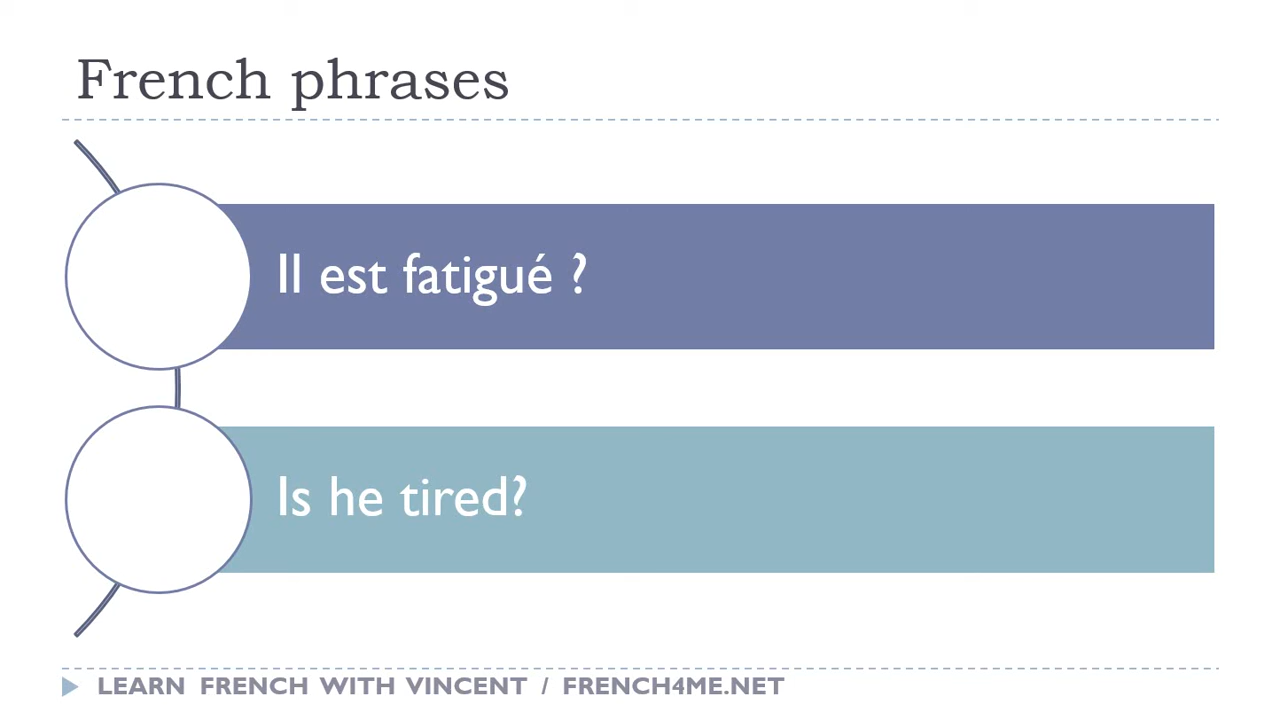 French phrases
Il est fatigué ?
Is he tired?
LEARN FRENCH WITH VINCENT / FRENCH4ME.NET